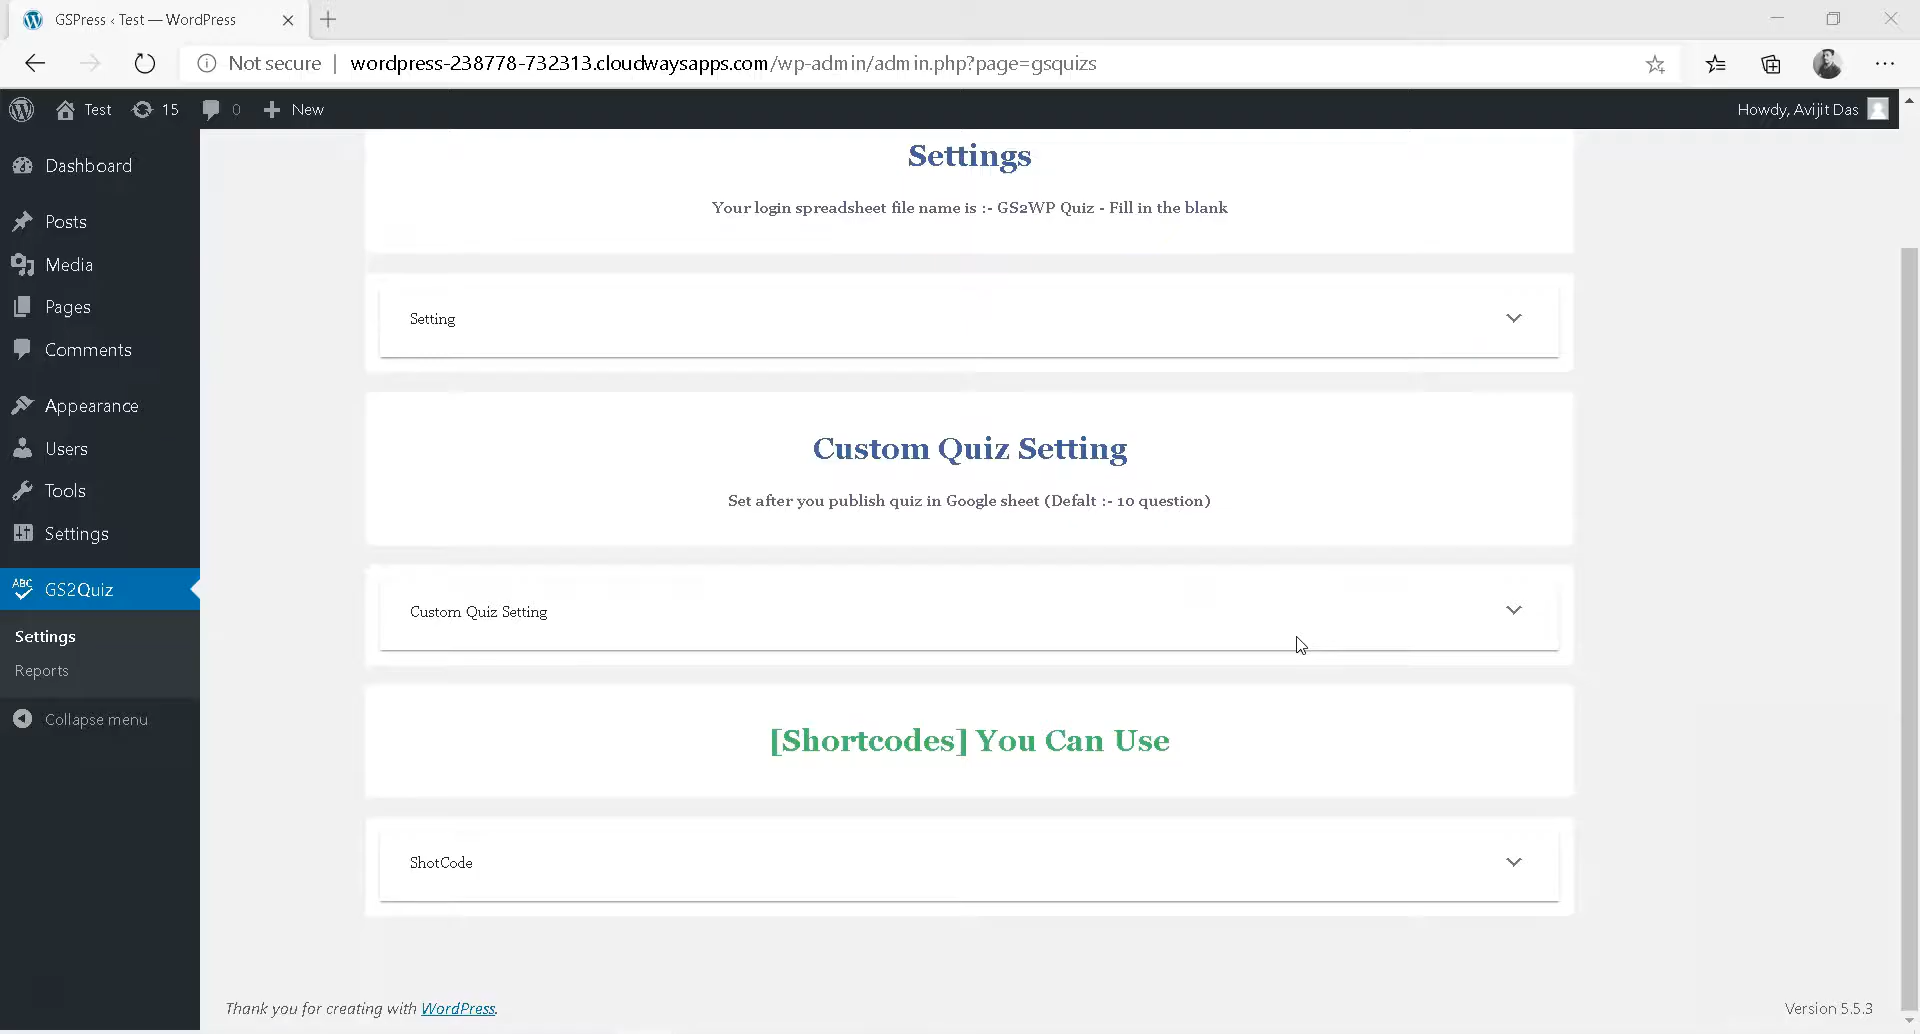 GSPress ‹ Test — WordPress
Not secure | wordpress-238778-732313.cloudwaysapps.com/wp-admin/admin.php?page=gsquizs
Test 15 0 New Howdy, Avijit Das
Dashboard
Posts
Media
Pages
Comments
Appearance
Users
Tools
Settings
ABC GS2Quiz
Settings
Reports
Collapse menu
Settings
Your login spreadsheet file name is :- GS2WP Quiz - Fill in the blank
Setting
Custom Quiz Setting
Set after you publish quiz in Google sheet (Defalt :- 10 question)
Custom Quiz Setting
[Shortcodes] You Can Use
ShotCode
Thank you for creating with WordPress. Version 5.5.3